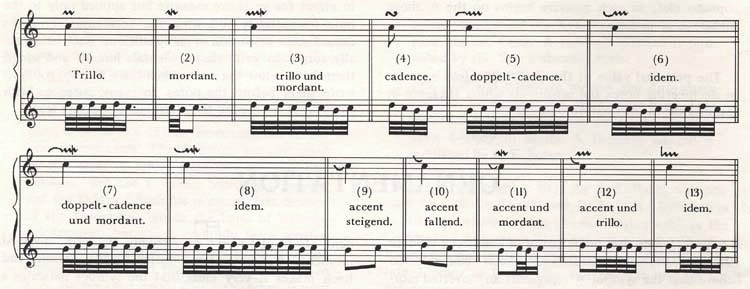 (1) (2) (3) (4) (5) (6)
Trillo. mordant. trillo und cadence. doppelt-cadence. idem.
mordant.
(7) (8) (9) (10) (11) (12) (13)
doppelt-cadence idem. accent accent accent und accent und idem.
und mordant. steigend. fallend. mordant. trillo.